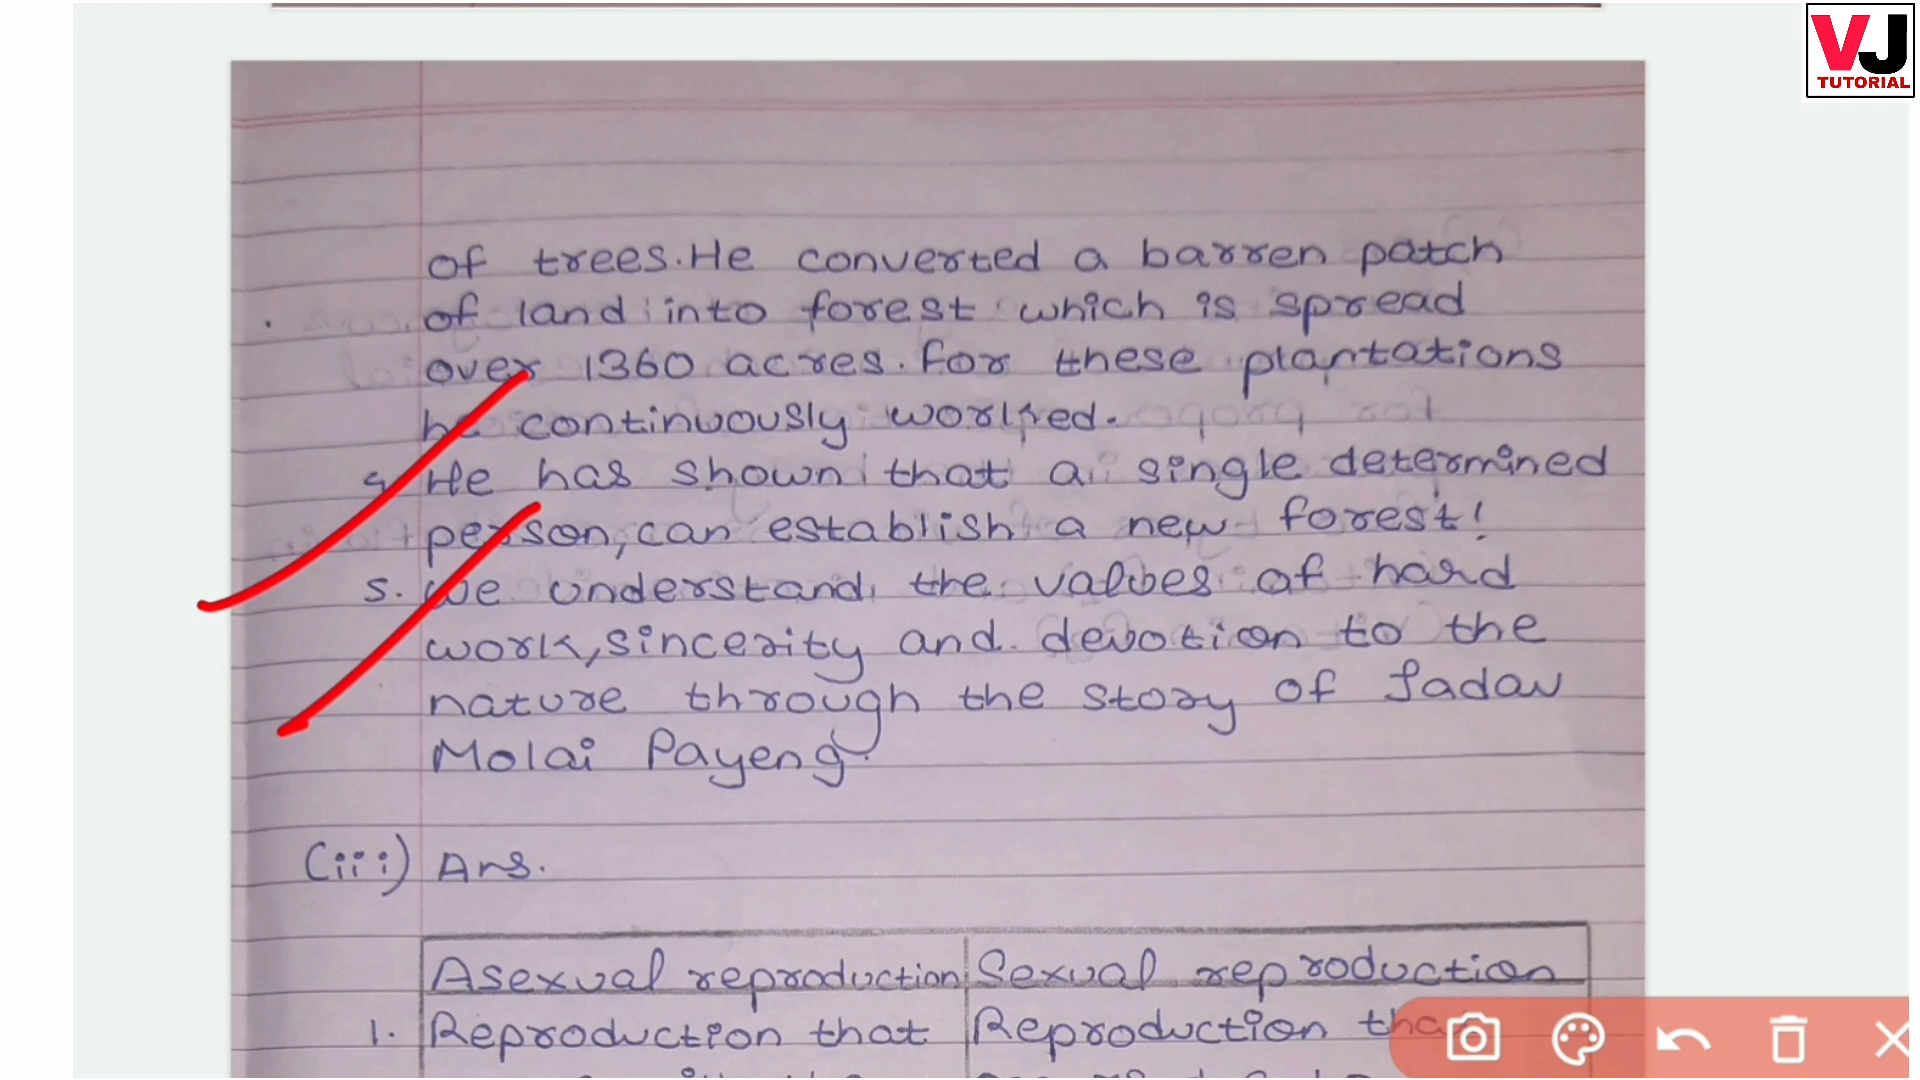 VJ
TUTORIAL
of trees. He converted a barren patch
of land into forest which is spread
over 1360 acres. For these plantations
he continuously worked.
4. He has shown that a single determined
person, can establish a new forest!
5. We understand the values of hard
work, sincerity and devotion to the
nature through the story of Jadav
Molai Payeng.
(iii) Ans.
Asexual reproduction Sexual reproduction
1. Reproduction that Reproduction that